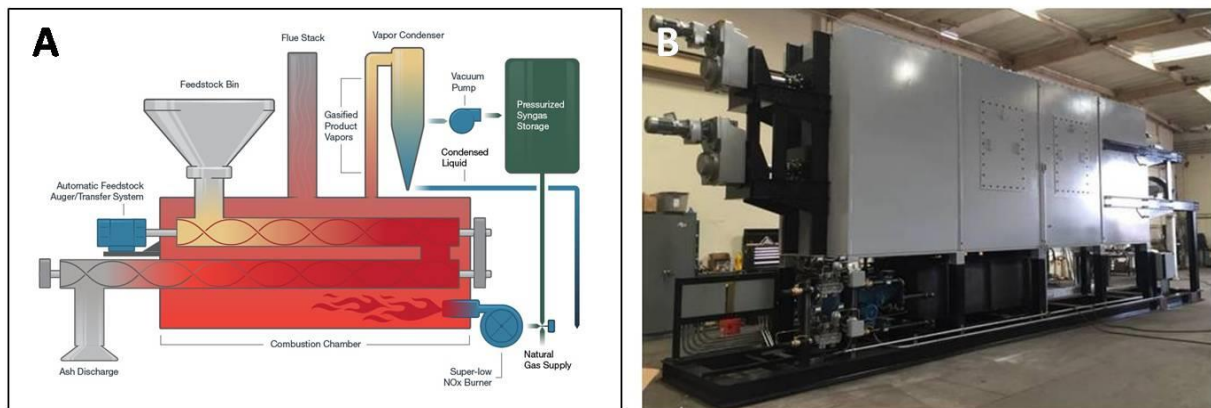 A
Flue Stack
Vapor Condenser
Feedstock Bin
Vacuum
Pump
Pressurized
Syngas
Storage
Gasified
Product
Vapors
Condensed
Liquid
Automatic Feedstock
Auger/Transfer System
Combustion Chamber
Ash Discharge
Super-low
NOx Burner
Natural
Gas Supply
B